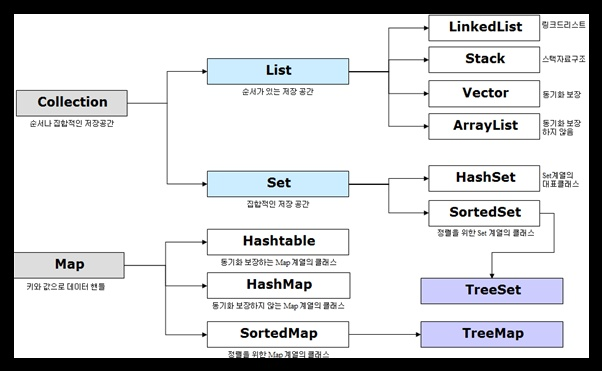 LinkedList 링크드리스트
Stack 스택자료구조
List
순서가 있는 저장 공간
Vector 동기화 보장
Collection
순서나 집합적인 저장공간
ArrayList 동기화 보장
하지 않음
HashSet Set계열의
대표클래스
Set
집합적인 저장 공간
SortedSet
정렬을 위한 Set 계열의 클래스
Hashtable
동기화 보장하는 Map 계열의 클래스
Map
키와 값으로 데이터 핸들
HashMap
동기화 보장하지 않는 Map 계열의 클래스
TreeSet
SortedMap
정렬을 위한 Map 계열의 클래스
TreeMap